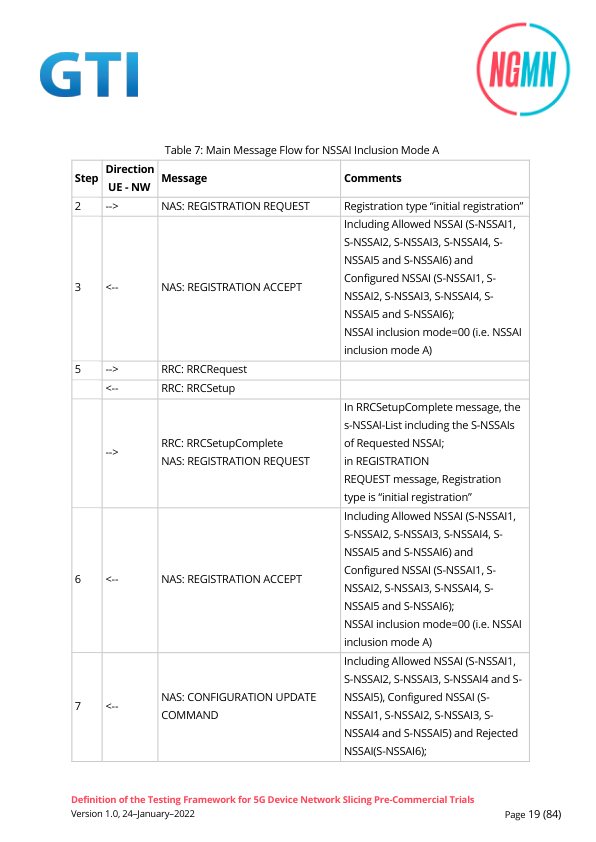 GTI
NGMN
Table 7: Main Message Flow for NSSAI Inclusion Mode A
Step
Direction
UE - NW
Message
Comments
2
-->
NAS: REGISTRATION REQUEST
Registration type “initial registration”
3
<--
NAS: REGISTRATION ACCEPT
Including Allowed NSSAI (S-NSSAI1,
S-NSSAI2, S-NSSAI3, S-NSSAI4, S-
NSSAI5 and S-NSSAI6) and
Configured NSSAI (S-NSSAI1, S-
NSSAI2, S-NSSAI3, S-NSSAI4, S-
NSSAI5 and S-NSSAI6);
NSSAI inclusion mode=00 (i.e. NSSAI
inclusion mode A)
5
-->
RRC: RRCRequest
<--
RRC: RRCSetup
-->
RRC: RRCSetupComplete
NAS: REGISTRATION REQUEST
In RRCSetupComplete message, the
s-NSSAI-List including the S-NSSAIs
of Requested NSSAI;
in REGISTRATION
REQUEST message, Registration
type is “initial registration”
6
<--
NAS: REGISTRATION ACCEPT
Including Allowed NSSAI (S-NSSAI1,
S-NSSAI2, S-NSSAI3, S-NSSAI4, S-
NSSAI5 and S-NSSAI6) and
Configured NSSAI (S-NSSAI1, S-
NSSAI2, S-NSSAI3, S-NSSAI4, S-
NSSAI5 and S-NSSAI6);
NSSAI inclusion mode=00 (i.e. NSSAI
inclusion mode A)
7
<--
NAS: CONFIGURATION UPDATE
COMMAND
Including Allowed NSSAI (S-NSSAI1,
S-NSSAI2, S-NSSAI3, S-NSSAI4 and S-
NSSAI5), Configured NSSAI (S-
NSSAI1, S-NSSAI2, S-NSSAI3, S-
NSSAI4 and S-NSSAI5) and Rejected
NSSAI(S-NSSAI6);
Definition of the Testing Framework for 5G Device Network Slicing Pre-Commercial Trials
Version 1.0, 24–January–2022
Page 19 (84)